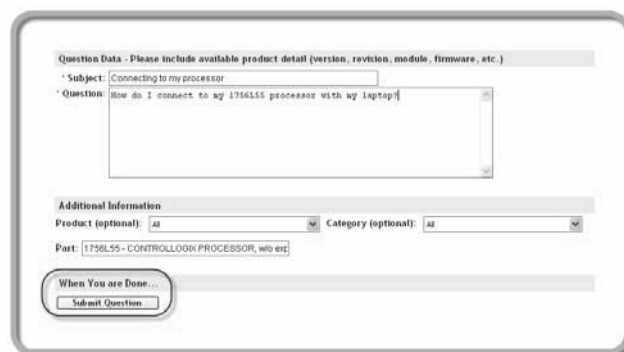 Question Data - Please include available product detail (version, revision, module, firmware, etc.)
* Subject: Connecting to my processor
* Question: How do I connect to my 1756L55 processor with my laptop?
Additional Information
Product (optional): All Category (optional): All
Part: 1756L55 - CONTROLLOGIX PROCESSOR, w/o exp
When You are Done...
Submit Question